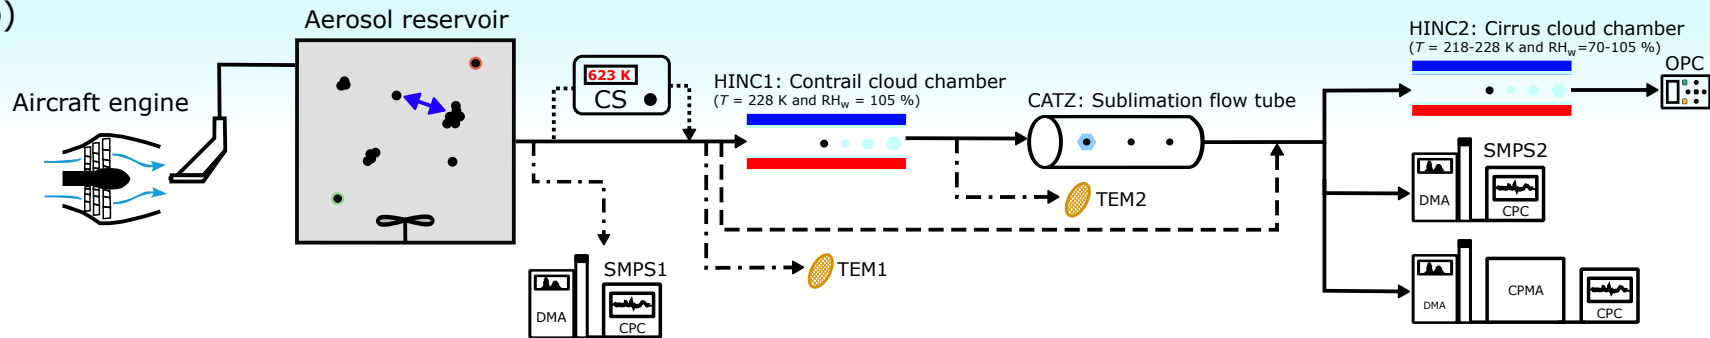 )
Aircraft engine
Aerosol reservoir
623 K
CS
HINC1: Contrail cloud chamber
(T = 228 K and RHw = 105 %)
CATZ: Sublimation flow tube
HINC2: Cirrus cloud chamber
(T = 218-228 K and RHw=70-105 %)
OPC
SMPS1
DMA
CPC
TEM1
TEM2
SMPS2
DMA
CPC
DMA
CPMA
CPC